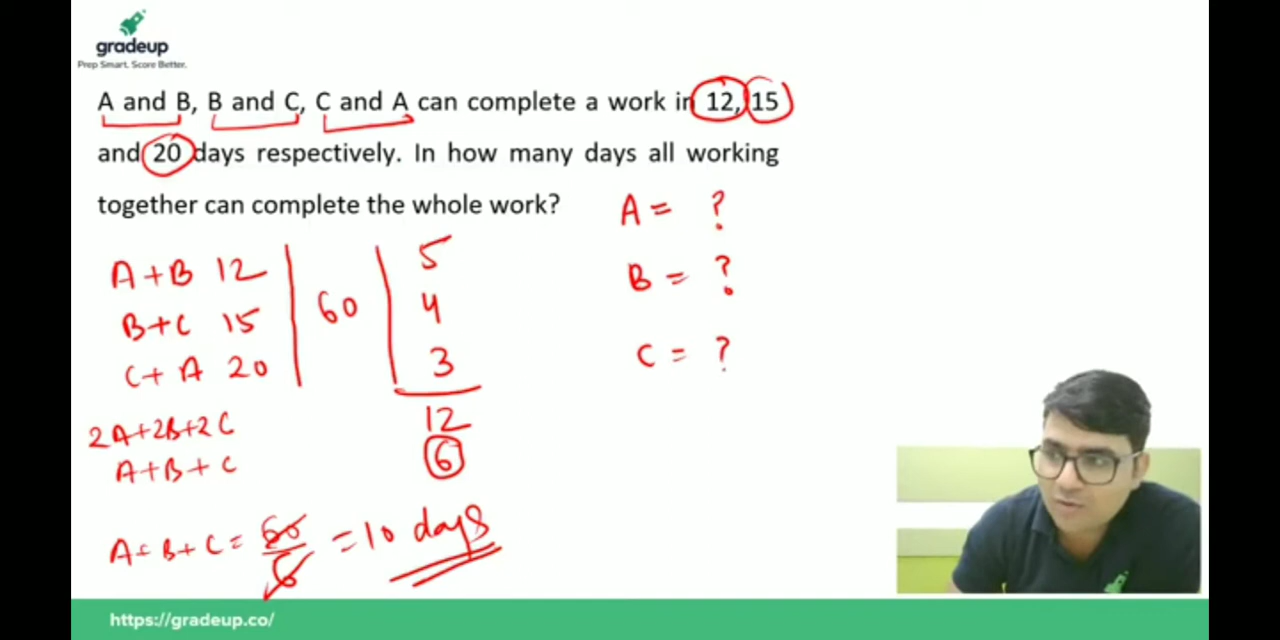 gradeup
Prep Smart. Score Better.
A and B, B and C, C and A can complete a work in 12, 15
and 20 days respectively. In how many days all working
together can complete the whole work?
A = ?
B = ?
C = ?
A+B 12 | 60 | 5
B+C 15 4
C+A 20 3
2A+2B+2C 12
A+B+C 6
A+B+C = 60/6 = 10 days
https://gradeup.co/